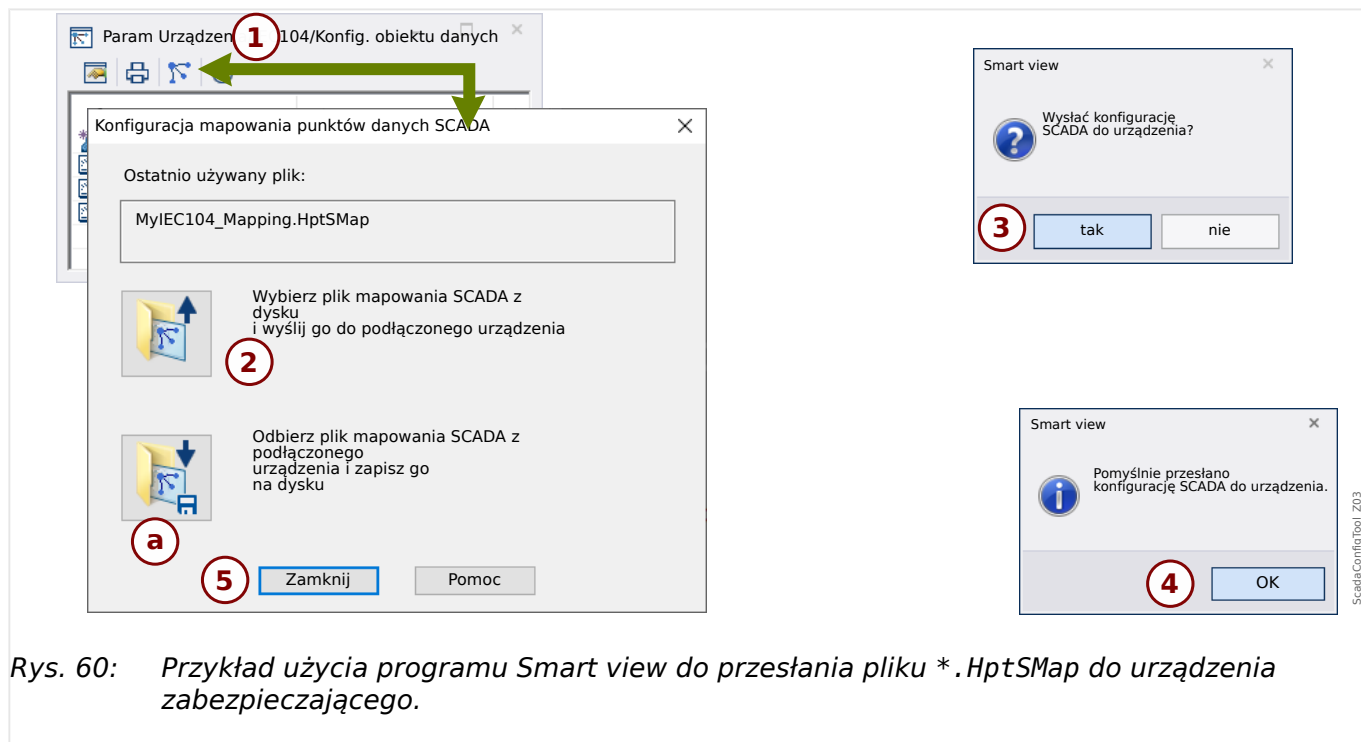 Param Urządzen 1 104/Konfig. obiektu danych
Konfiguracja mapowania punktów danych SCADA
Ostatnio używany plik:
MyIEC104_Mapping.HptSMap
Wybierz plik mapowania SCADA z
dysku
i wyślij go do podłączonego urządzenia
2
Odbierz plik mapowania SCADA z
podłączonego
urządzenia i zapisz go
na dysku
a
5 Zamknij Pomoc
Smart view
Wysłać konfigurację
SCADA do urządzenia?
3 tak nie
Smart view
Pomyślnie przesłano
konfigurację SCADA do urządzenia.
4 OK
ScadaConfigTool_Z03
Rys. 60: Przykład użycia programu Smart view do przesłania pliku *.HptSMap do urządzenia
zabezpieczającego.